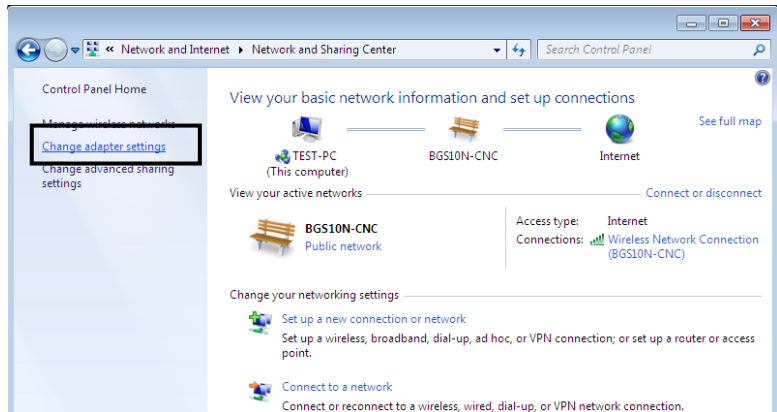 « Network and Internet ▸ Network and Sharing Center
Search Control Panel
Control Panel Home
Manage wireless networks
Change adapter settings
Change advanced sharing
settings
View your basic network information and set up connections
See full map
TEST-PC
(This computer)
BGS10N-CNC
Internet
View your active networks
Connect or disconnect
BGS10N-CNC
Public network
Access type: Internet
Connections: Wireless Network Connection
(BGS10N-CNC)
Change your networking settings
Set up a new connection or network
Set up a wireless, broadband, dial-up, ad hoc, or VPN connection; or set up a router or access
point.
Connect to a network
Connect or reconnect to a wireless, wired, dial-up, or VPN network connection.